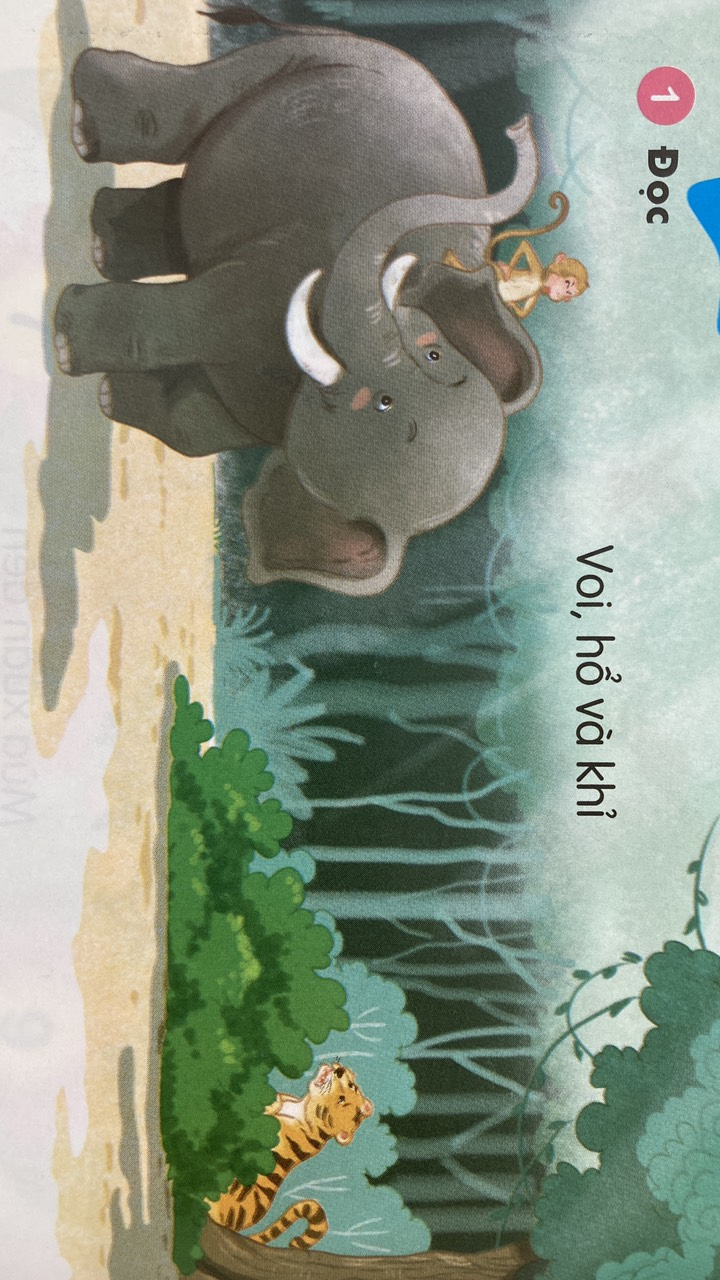 1 Đọc
Voi, hổ và khỉ